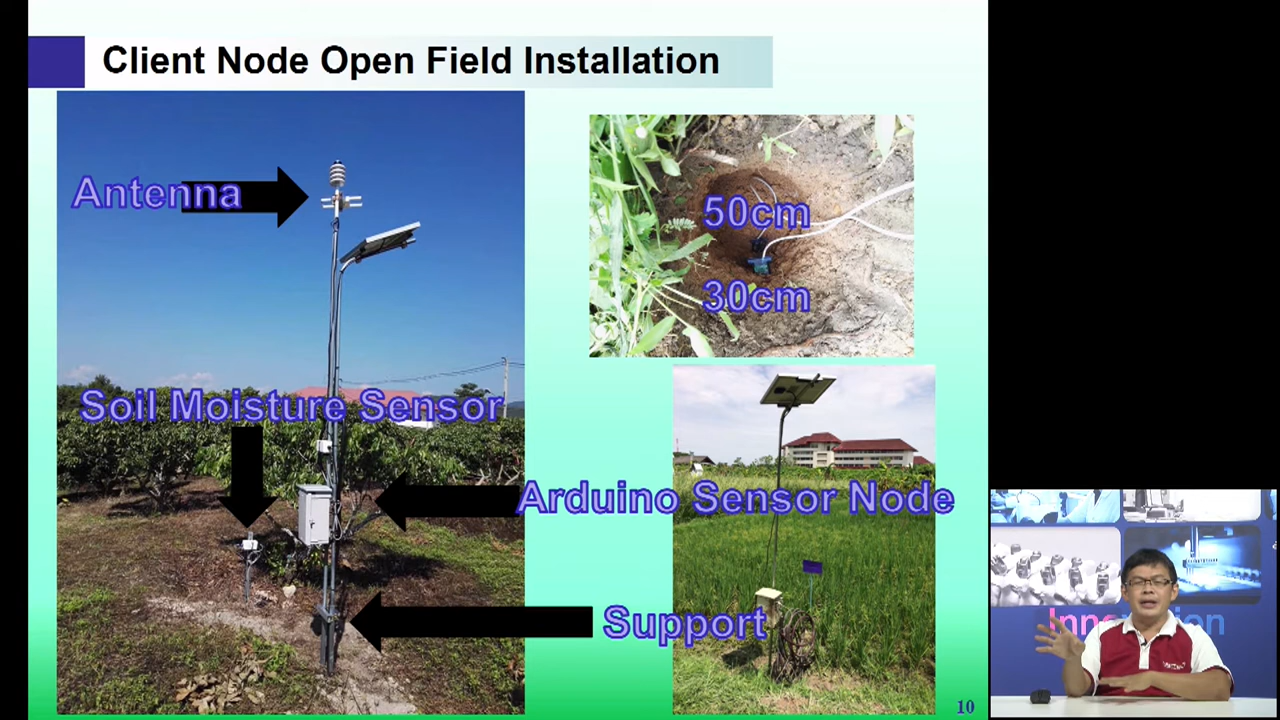 Client Node Open Field Installation
Antenna
50cm
30cm
Soil Moisture Sensor
Arduino Sensor Node
Support
10
Innovation